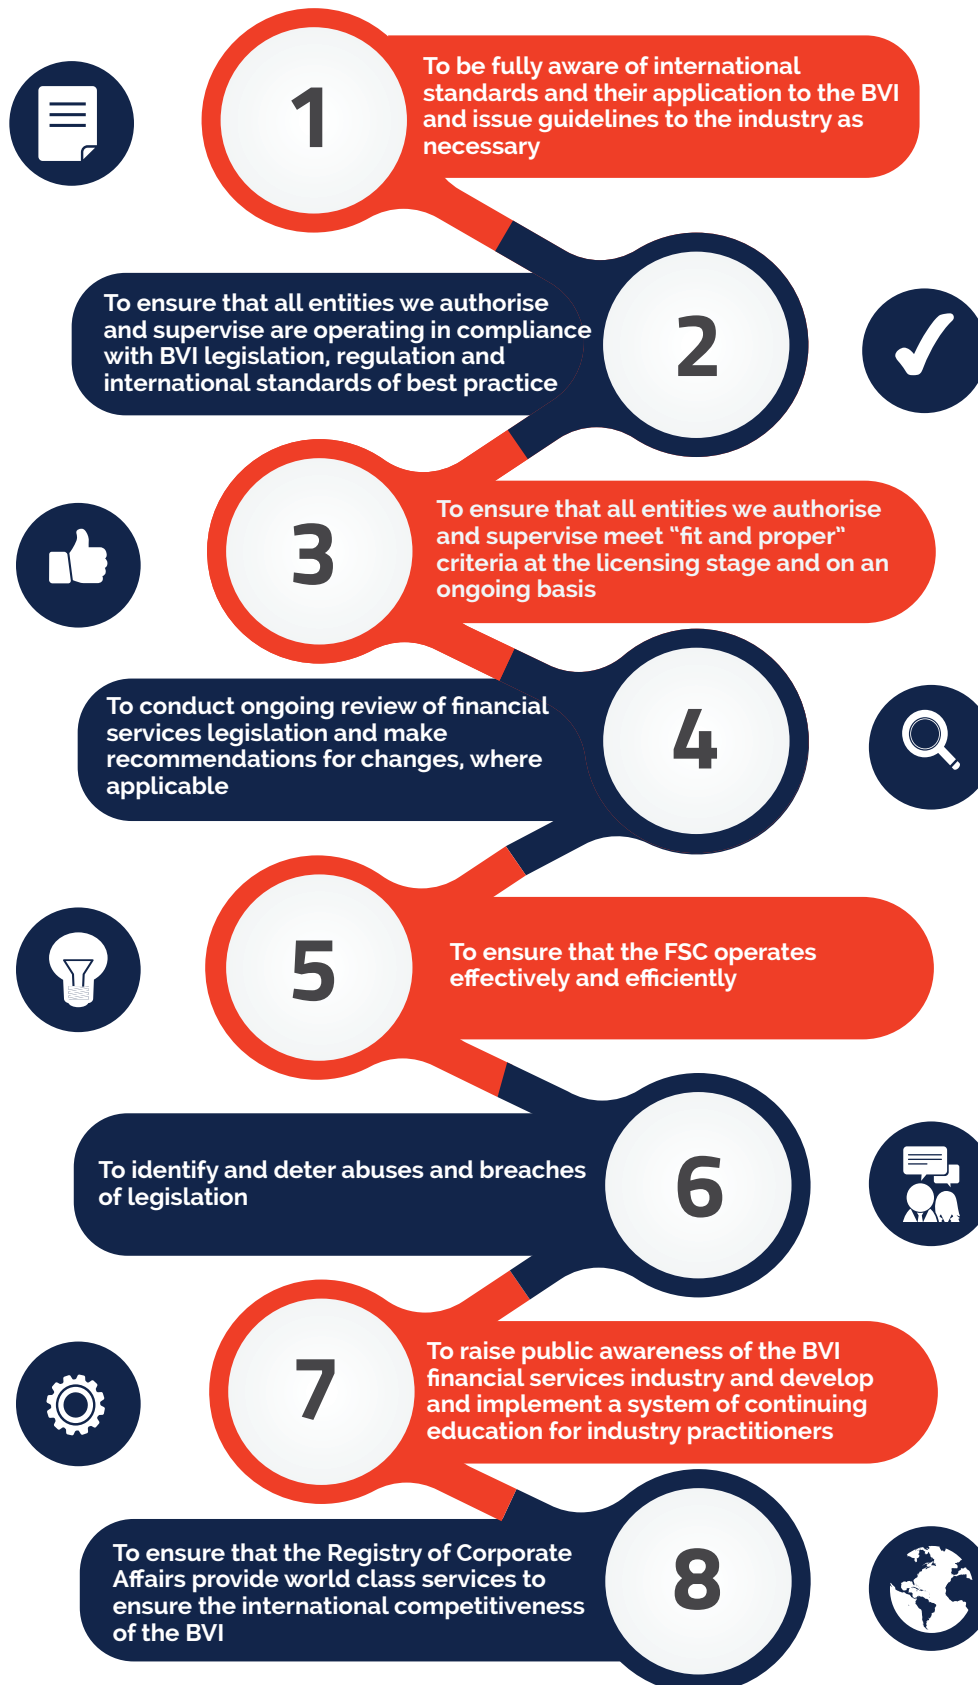 1
To be fully aware of international
standards and their application to the BVI
and issue guidelines to the industry as
necessary
2
To ensure that all entities we authorise
and supervise are operating in compliance
with BVI legislation, regulation and
international standards of best practice
3
To ensure that all entities we authorise
and supervise meet “fit and proper”
criteria at the licensing stage and on an
ongoing basis
4
To conduct ongoing review of financial
services legislation and make
recommendations for changes, where
applicable
5
To ensure that the FSC operates
effectively and efficiently
6
To identify and deter abuses and breaches
of legislation
7
To raise public awareness of the BVI
financial services industry and develop
and implement a system of continuing
education for industry practitioners
8
To ensure that the Registry of Corporate
Affairs provide world class services to
ensure the international competitiveness
of the BVI